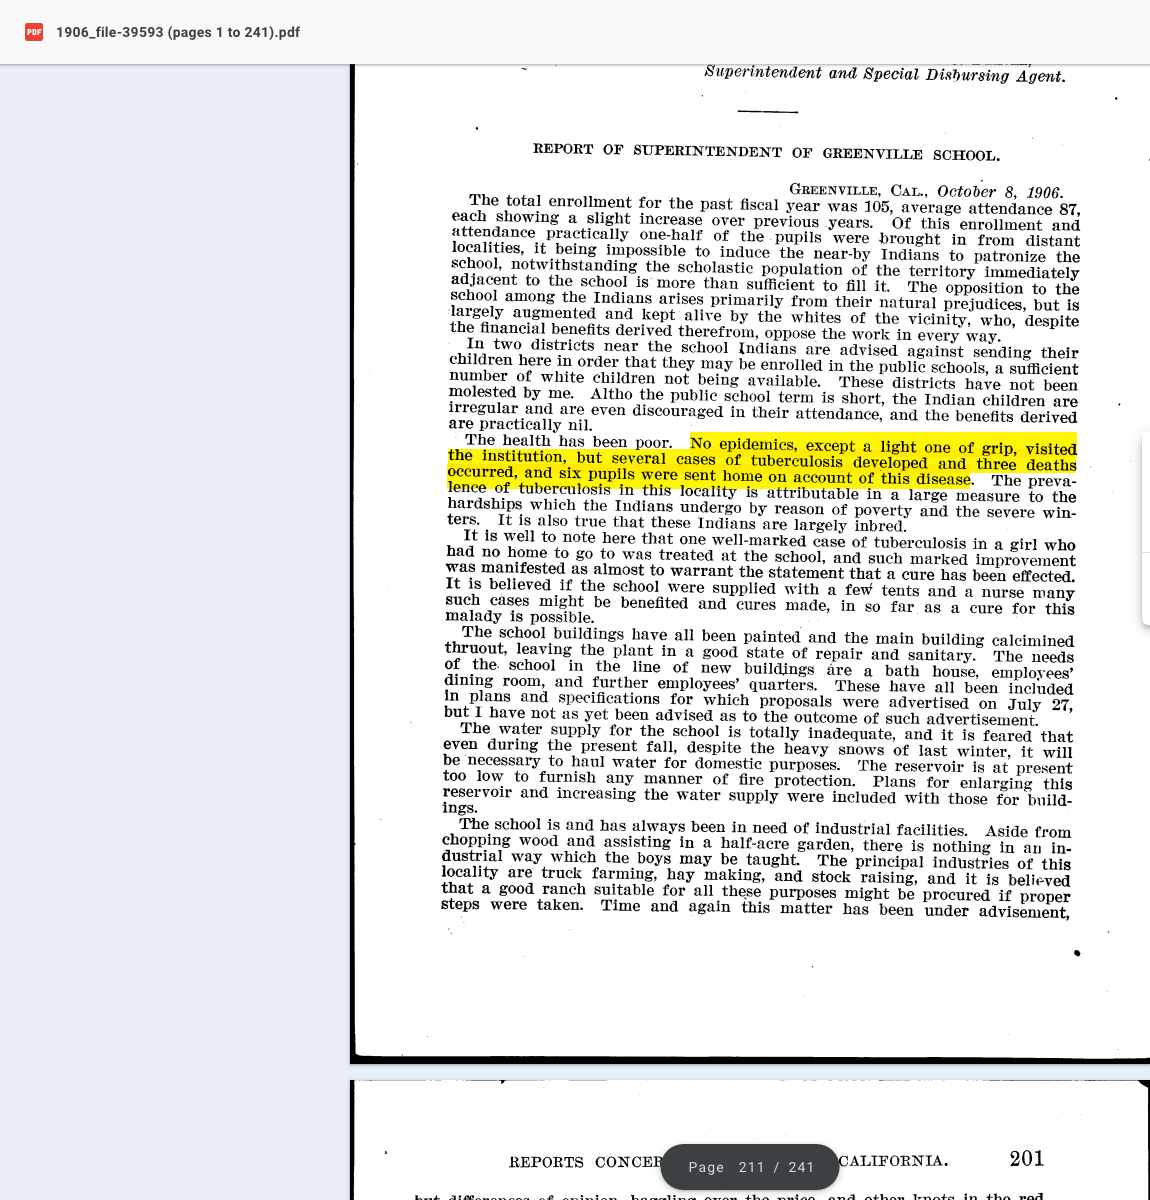 PDF 1906_file-39593 (pages 1 to 241).pdf
Superintendent and Special Disbursing Agent.
REPORT OF SUPERINTENDENT OF GREENVILLE SCHOOL.
GREENVILLE, CAL., October 8, 1906.
The total enrollment for the past fiscal year was 105, average attendance 87,
each showing a slight increase over previous years. Of this enrollment and
attendance practically one-half of the pupils were brought in from distant
localities, it being impossible to induce the near-by Indians to patronize the
school, notwithstanding the scholastic population of the territory immediately
adjacent to the school is more than sufficient to fill it. The opposition to the
school among the Indians arises primarily from their natural prejudices, but is
largely augmented and kept alive by the whites of the vicinity, who, despite
the financial benefits derived therefrom, oppose the work in every way.
In two districts near the school Indians are advised against sending their
children here in order that they may be enrolled in the public schools, a sufficient
number of white children not being available. These districts have not been
molested by me. Altho the public school term is short, the Indian children are
irregular and are even discouraged in their attendance, and the benefits derived
are practically nil.
The health has been poor. No epidemics, except a light one of grip, visited
the institution, but several cases of tuberculosis developed and three deaths
occurred, and six pupils were sent home on account of this disease. The preva-
lence of tuberculosis in this locality is attributable in a large measure to the
hardships which the Indians undergo by reason of poverty and the severe win-
ters. It is also true that these Indians are largely inbred.
It is well to note here that one well-marked case of tuberculosis in a girl who
had no home to go to was treated at the school, and such marked improvement
was manifested as almost to warrant the statement that a cure has been effected.
It is believed if the school were supplied with a few tents and a nurse many
such cases might be benefited and cures made, in so far as a cure for this
malady is possible.
The school buildings have all been painted and the main building calcimined
thruout, leaving the plant in a good state of repair and sanitary. The needs
of the school in the line of new buildings are a bath house, employees'
dining room, and further employees' quarters. These have all been included
in plans and specifications for which proposals were advertised on July 27,
but I have not as yet been advised as to the outcome of such advertisement.
The water supply for the school is totally inadequate, and it is feared that
even during the present fall, despite the heavy snows of last winter, it will
be necessary to haul water for domestic purposes. The reservoir is at present
too low to furnish any manner of fire protection. Plans for enlarging this
reservoir and increasing the water supply were included with those for build-
ings.
The school is and has always been in need of industrial facilities. Aside from
chopping wood and assisting in a half-acre garden, there is nothing in an in-
dustrial way which the boys may be taught. The principal industries of this
locality are truck farming, hay making, and stock raising, and it is believed
that a good ranch suitable for all these purposes might be procured if proper
steps were taken. Time and again this matter has been under advisement,
REPORTS CONCER CALIFORNIA. 201
Page 211 / 241
but differences of opinion, haggling over the price, and other knots in the red